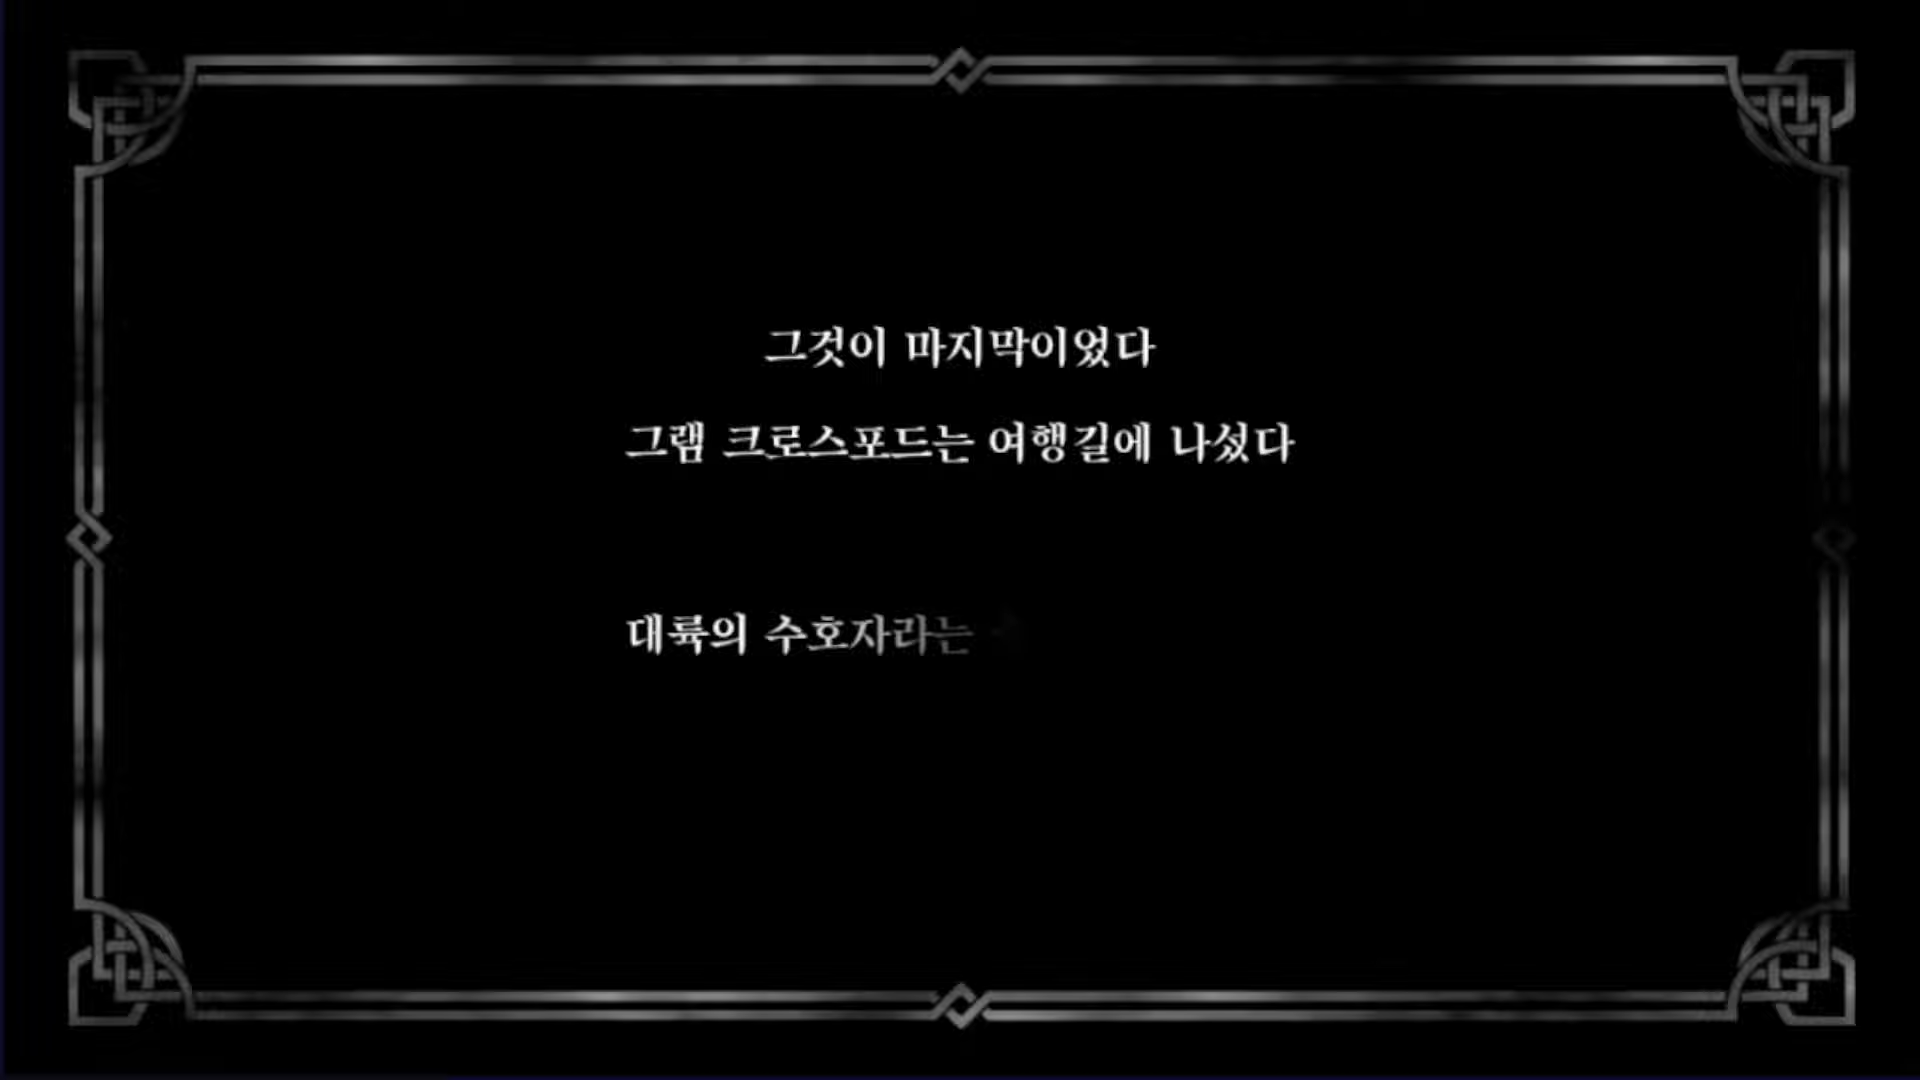 그것이 마지막이었다
그램 크로스포드는 여행길에 나섰다
대륙의 수호자라는